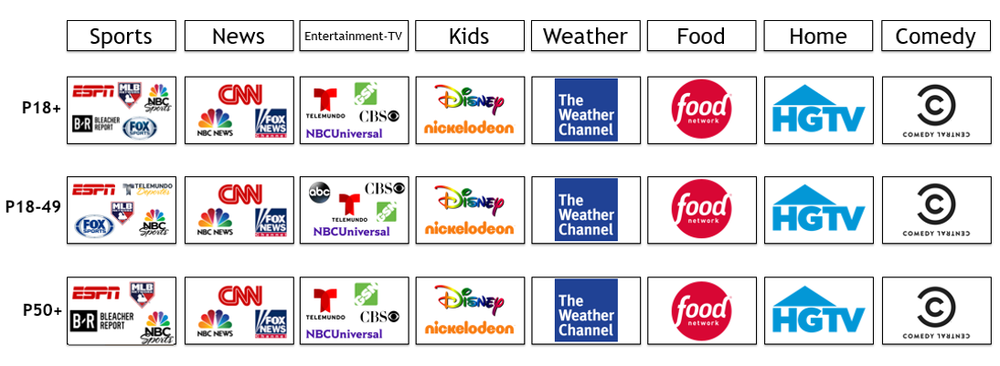 Sports News Entertainment-TV Kids Weather Food Home Comedy
P18+
ESPN MLB NBC Sports
B/R BLEACHER REPORT FOX SPORTS
CNN
NBC NEWS FOX NEWS Channel
TELEMUNDO GSN CBS
NBCUniversal
Disney
nickelodeon
The
Weather
Channel
food
network
HGTV
COMEDY CENTRAL
P18-49
ESPN TELEMUNDO Deportes
MLB
FOX SPORTS NBC Sports
CNN
NBC NEWS FOX NEWS Channel
abc CBS
TELEMUNDO GSN
NBCUniversal
Disney
nickelodeon
The
Weather
Channel
food
network
HGTV
COMEDY CENTRAL
P50+
ESPN MLB
B/R BLEACHER REPORT NBC Sports
CNN
NBC NEWS FOX NEWS Channel
TELEMUNDO GSN CBS
NBCUniversal
Disney
nickelodeon
The
Weather
Channel
food
network
HGTV
COMEDY CENTRAL